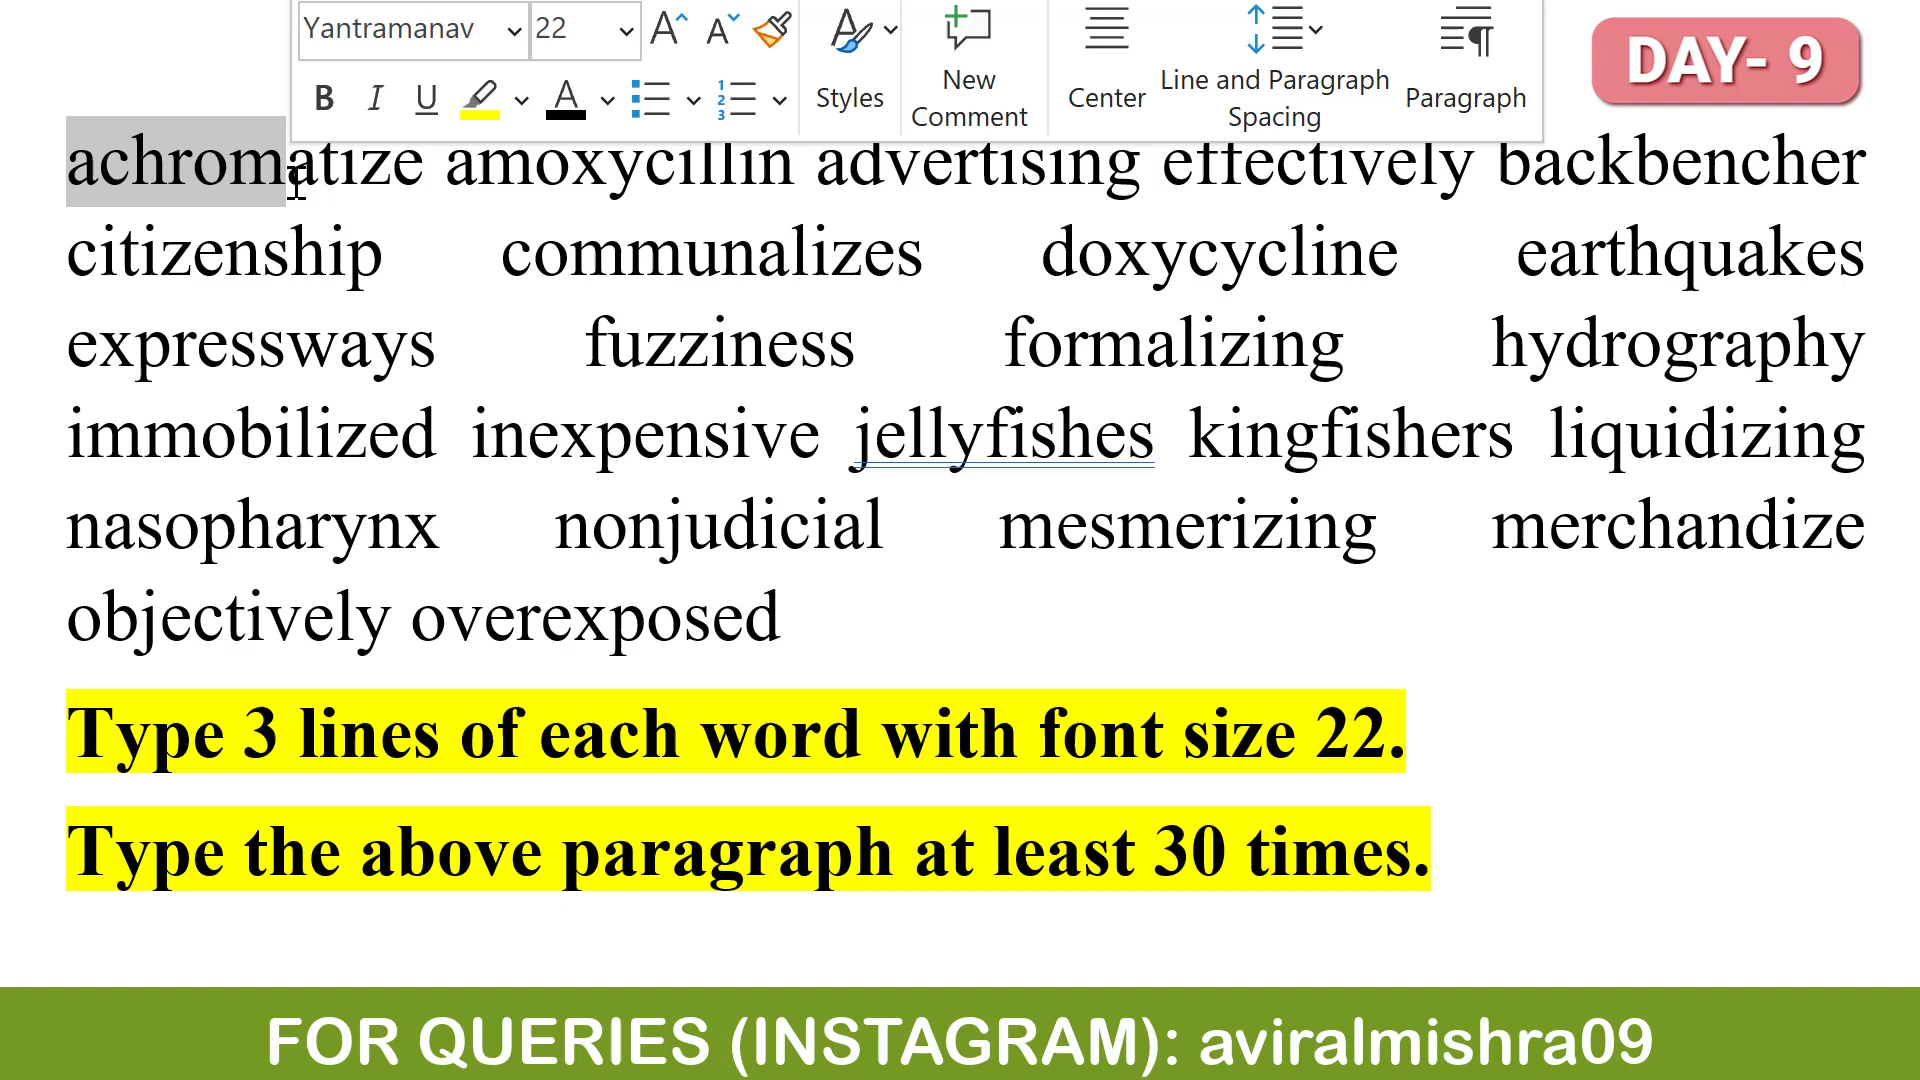 Yantramanav 22
DAY- 9
B I U
Styles
New Comment
Center
Line and Paragraph Spacing
Paragraph
achromatize amoxycillin advertising effectively backbencher
citizenship communalizes doxycycline earthquakes
expressways fuzziness formalizing hydrography
immobilized inexpensive jellyfishes kingfishers liquidizing
nasopharynx nonjudicial mesmerizing merchandize
objectively overexposed
Type 3 lines of each word with font size 22.
Type the above paragraph at least 30 times.
FOR QUERIES (INSTAGRAM): aviralmishra09